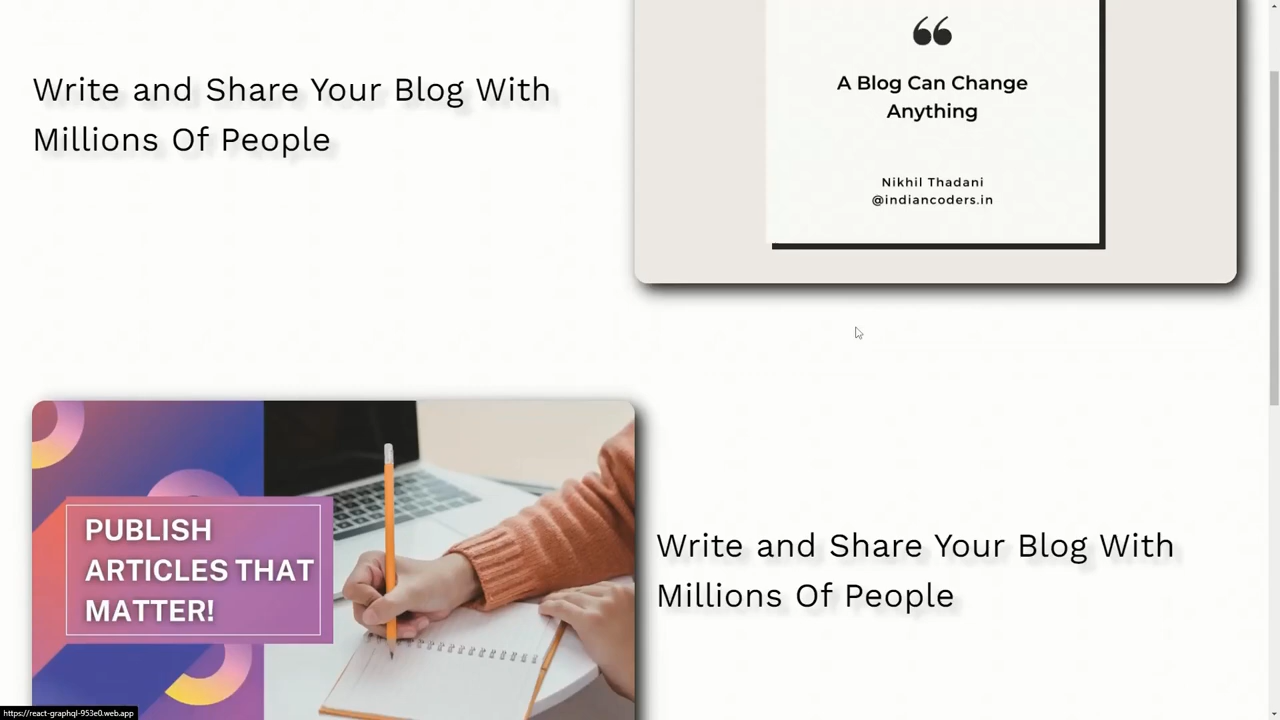 Write and Share Your Blog With
Millions Of People
❝
A Blog Can Change
Anything
Nikhil Thadani
@indiancoders.in
PUBLISH
ARTICLES THAT
MATTER!
Write and Share Your Blog With
Millions Of People
https://react-graphql-953e0.web.app